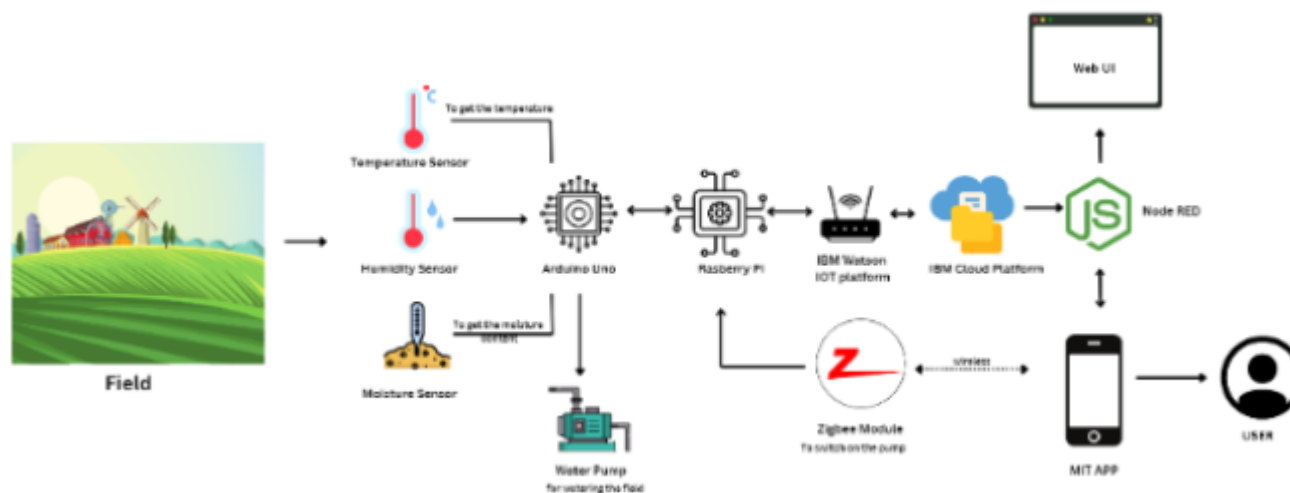 Web UI
°C
To get the temperature
Temperature Sensor
JS
Node RED
Humidity Sensor
Arduino Uno
Rasberry Pi
IBM Watson
IOT platform
IBM Cloud Platform
To get the moisture
content
Field
Moisture Sensor
wireless
Zigbee Module
To switch on the pump
MIT APP
USER
Water Pump
for watering the field